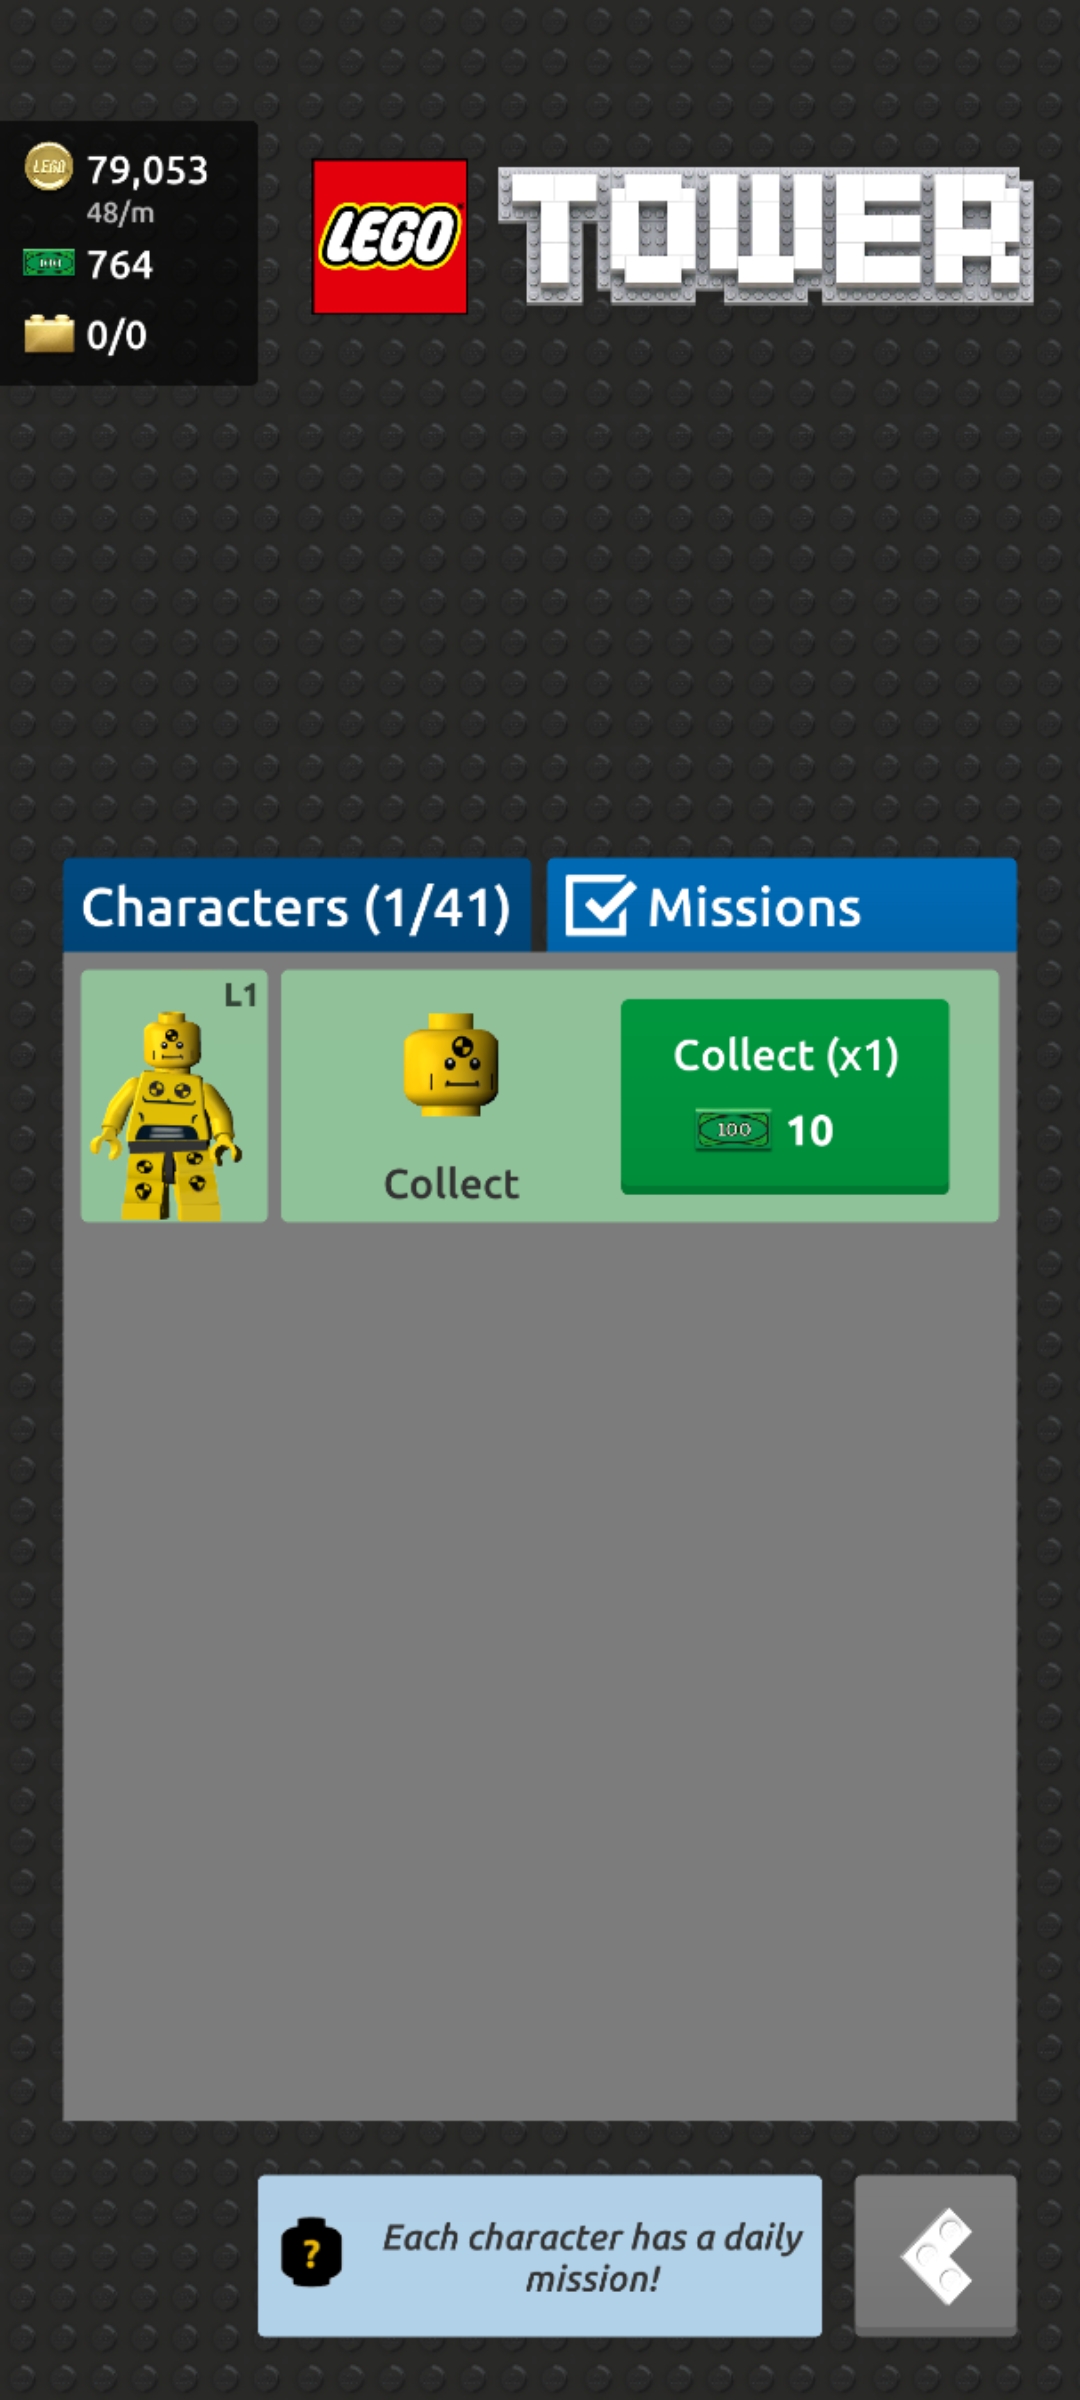 LEGO
79,053
48/m
764
0/0
LEGO
TOWER
Characters (1/41)
Missions
L1
Collect
Collect (x1)
100
10
?
Each character has a daily
mission!